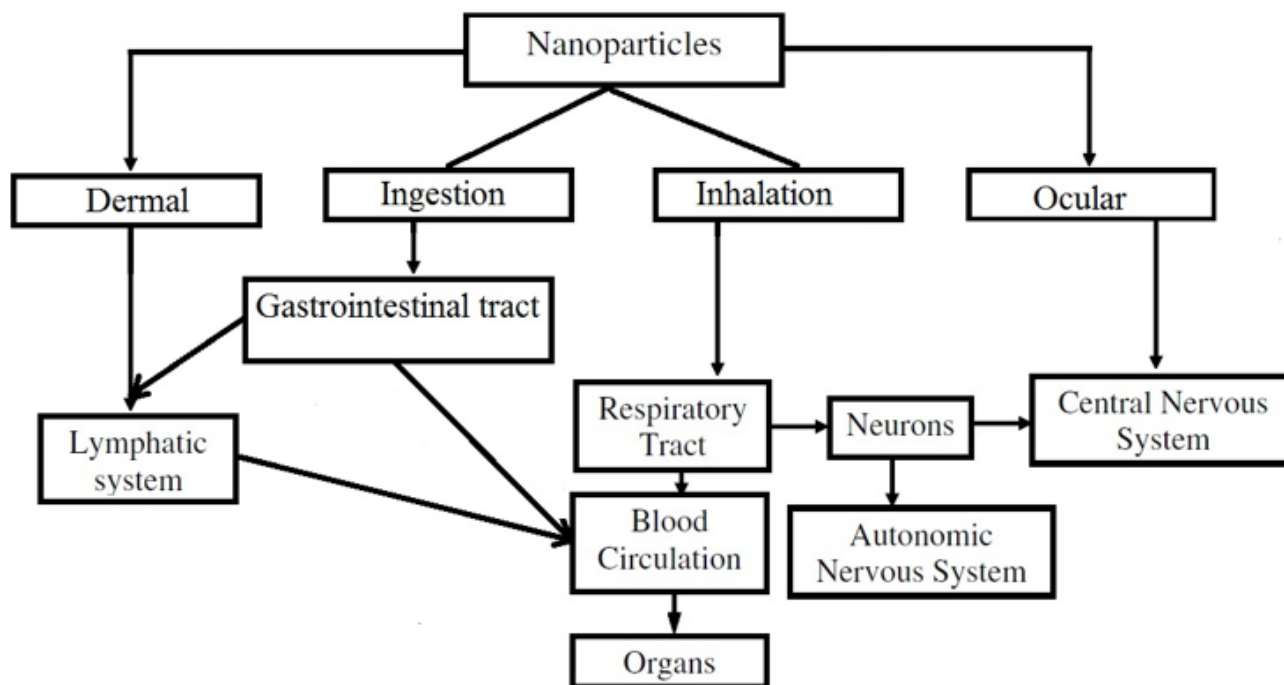 Nanoparticles
Dermal
Ingestion
Inhalation
Ocular
Gastrointestinal tract
Lymphatic
system
Respiratory
Tract
Neurons
Central Nervous
System
Blood
Circulation
Autonomic
Nervous System
Organs